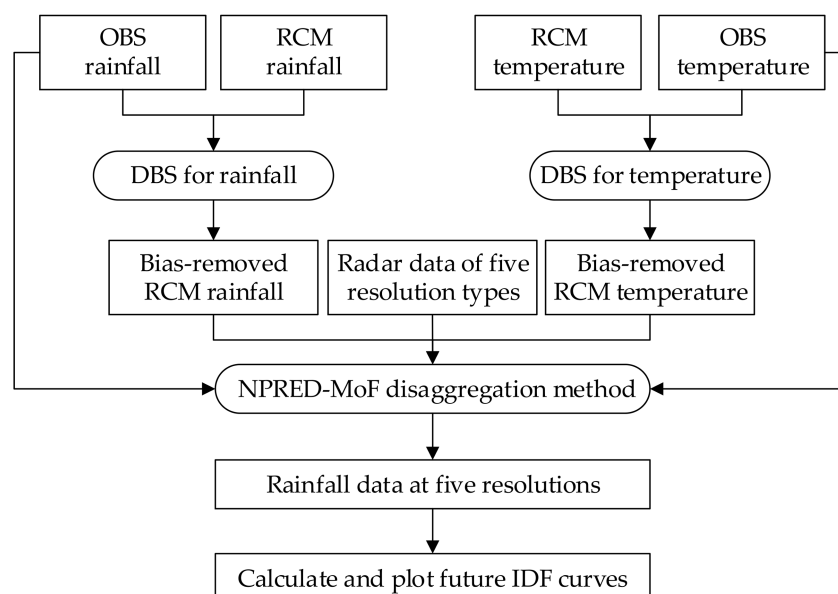 OBS
rainfall
RCM
rainfall
RCM
temperature
OBS
temperature
DBS for rainfall
DBS for temperature
Bias-removed
RCM rainfall
Radar data of five
resolution types
Bias-removed
RCM temperature
NPRED-MoF disaggregation method
Rainfall data at five resolutions
Calculate and plot future IDF curves